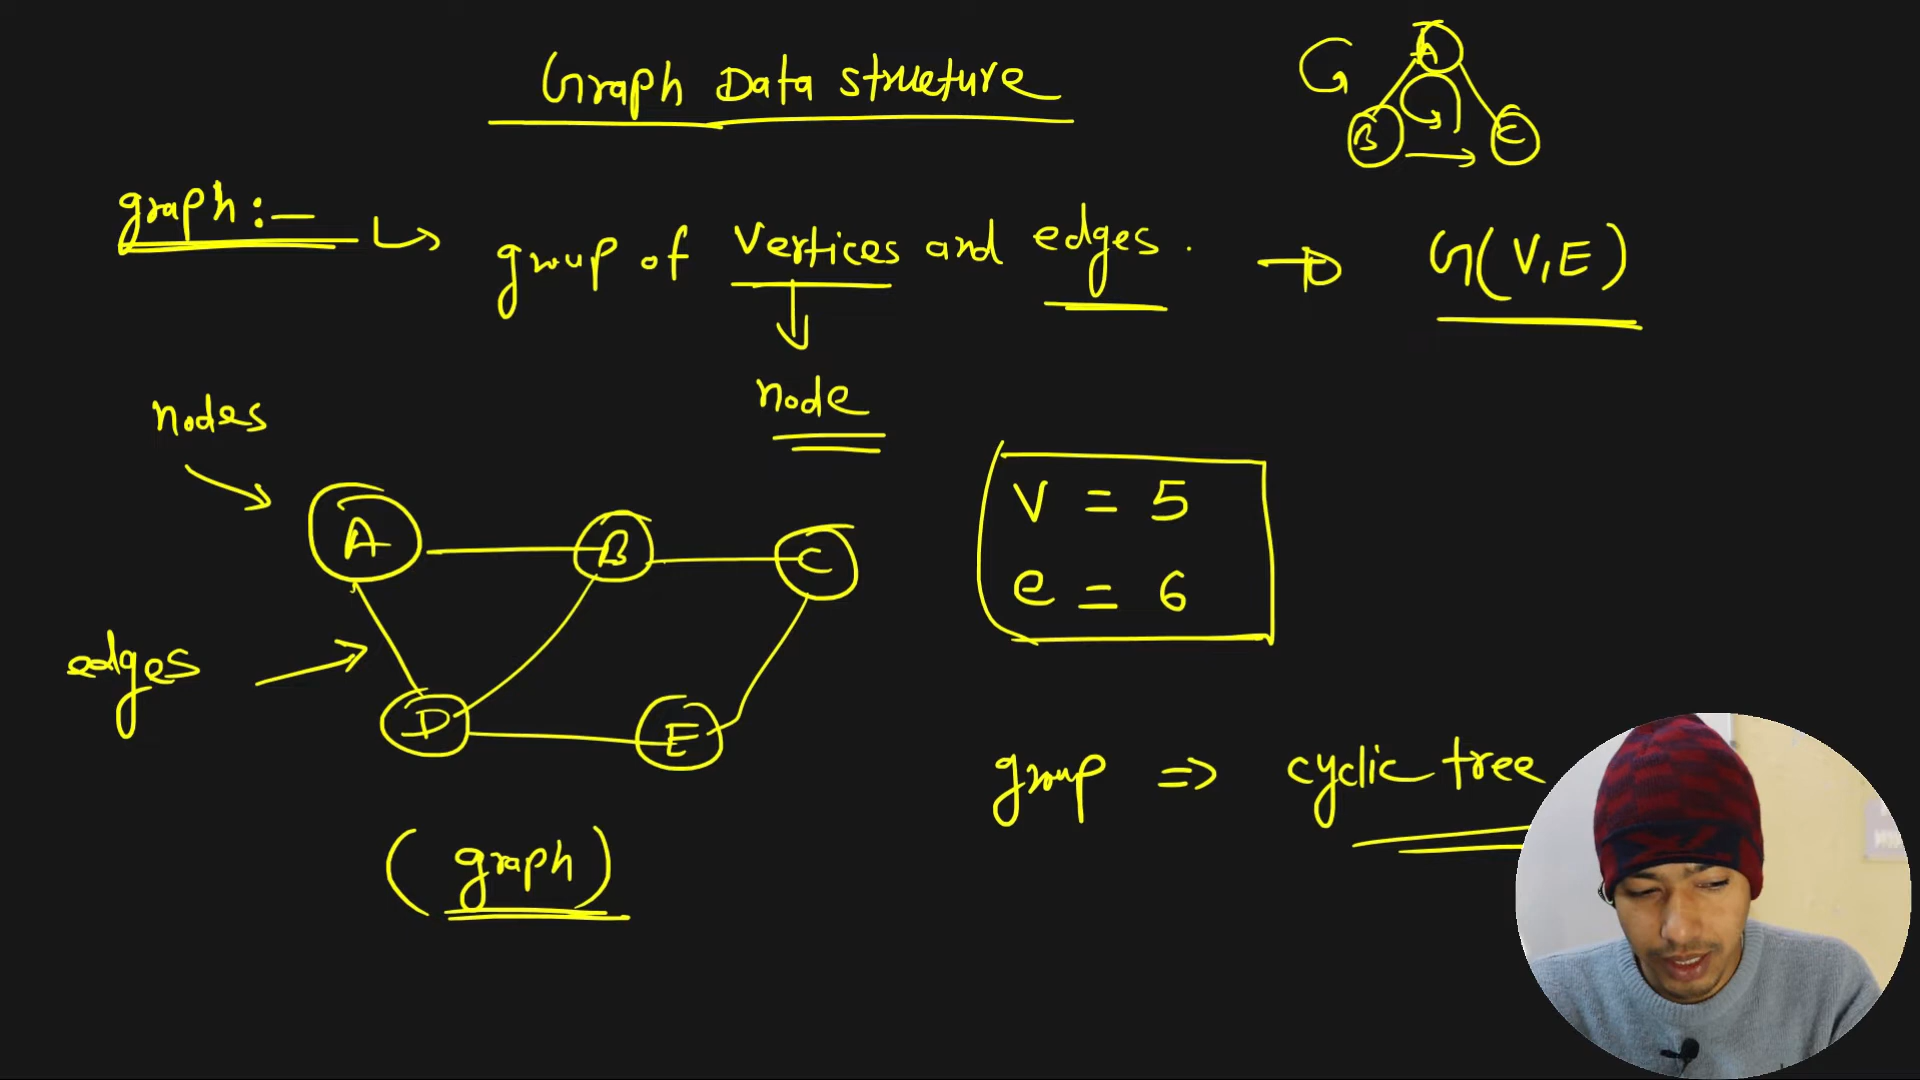 Graph Data structure
G
A
B
C
graph :-
group of vertices and edges .
G(V,E)
node
nodes
A
B
C
D
E
edges
(graph)
v = 5
e = 6
group => cyclic tree